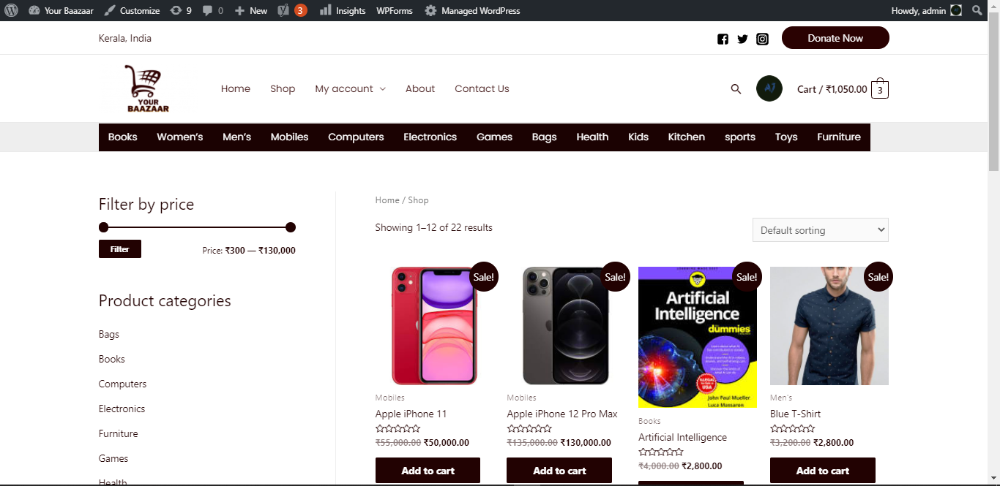 Your Baazaar Customize 9 0 New 3 Insights WPForms Managed WordPress Howdy, admin
Kerala, India Donate Now
YOUR
BAAZAAR
Home Shop My account About Contact Us Cart / ₹1,050.00 3
Books Women's Men's Mobiles Computers Electronics Games Bags Health Kids Kitchen sports Toys Furniture
Filter by price
Filter Price: ₹300 — ₹130,000
Product categories
Bags
Books
Computers
Electronics
Furniture
Games
Health
Home / Shop
Showing 1–12 of 22 results Default sorting
Sale!
Mobiles
Apple iPhone 11
₹55,000.00 ₹50,000.00
Add to cart
Sale!
Mobiles
Apple iPhone 12 Pro Max
₹135,000.00 ₹130,000.00
Add to cart
Sale!
LEARNING MADE EASY
Artificial
Intelligence
dummies
ILLEGAL
USA
John Paul Mueller
Luca Massaron
Books
Artificial Intelligence
₹4,000.00 ₹2,800.00
Sale!
Men's
Blue T-Shirt
₹3,200.00 ₹2,800.00
Add to cart